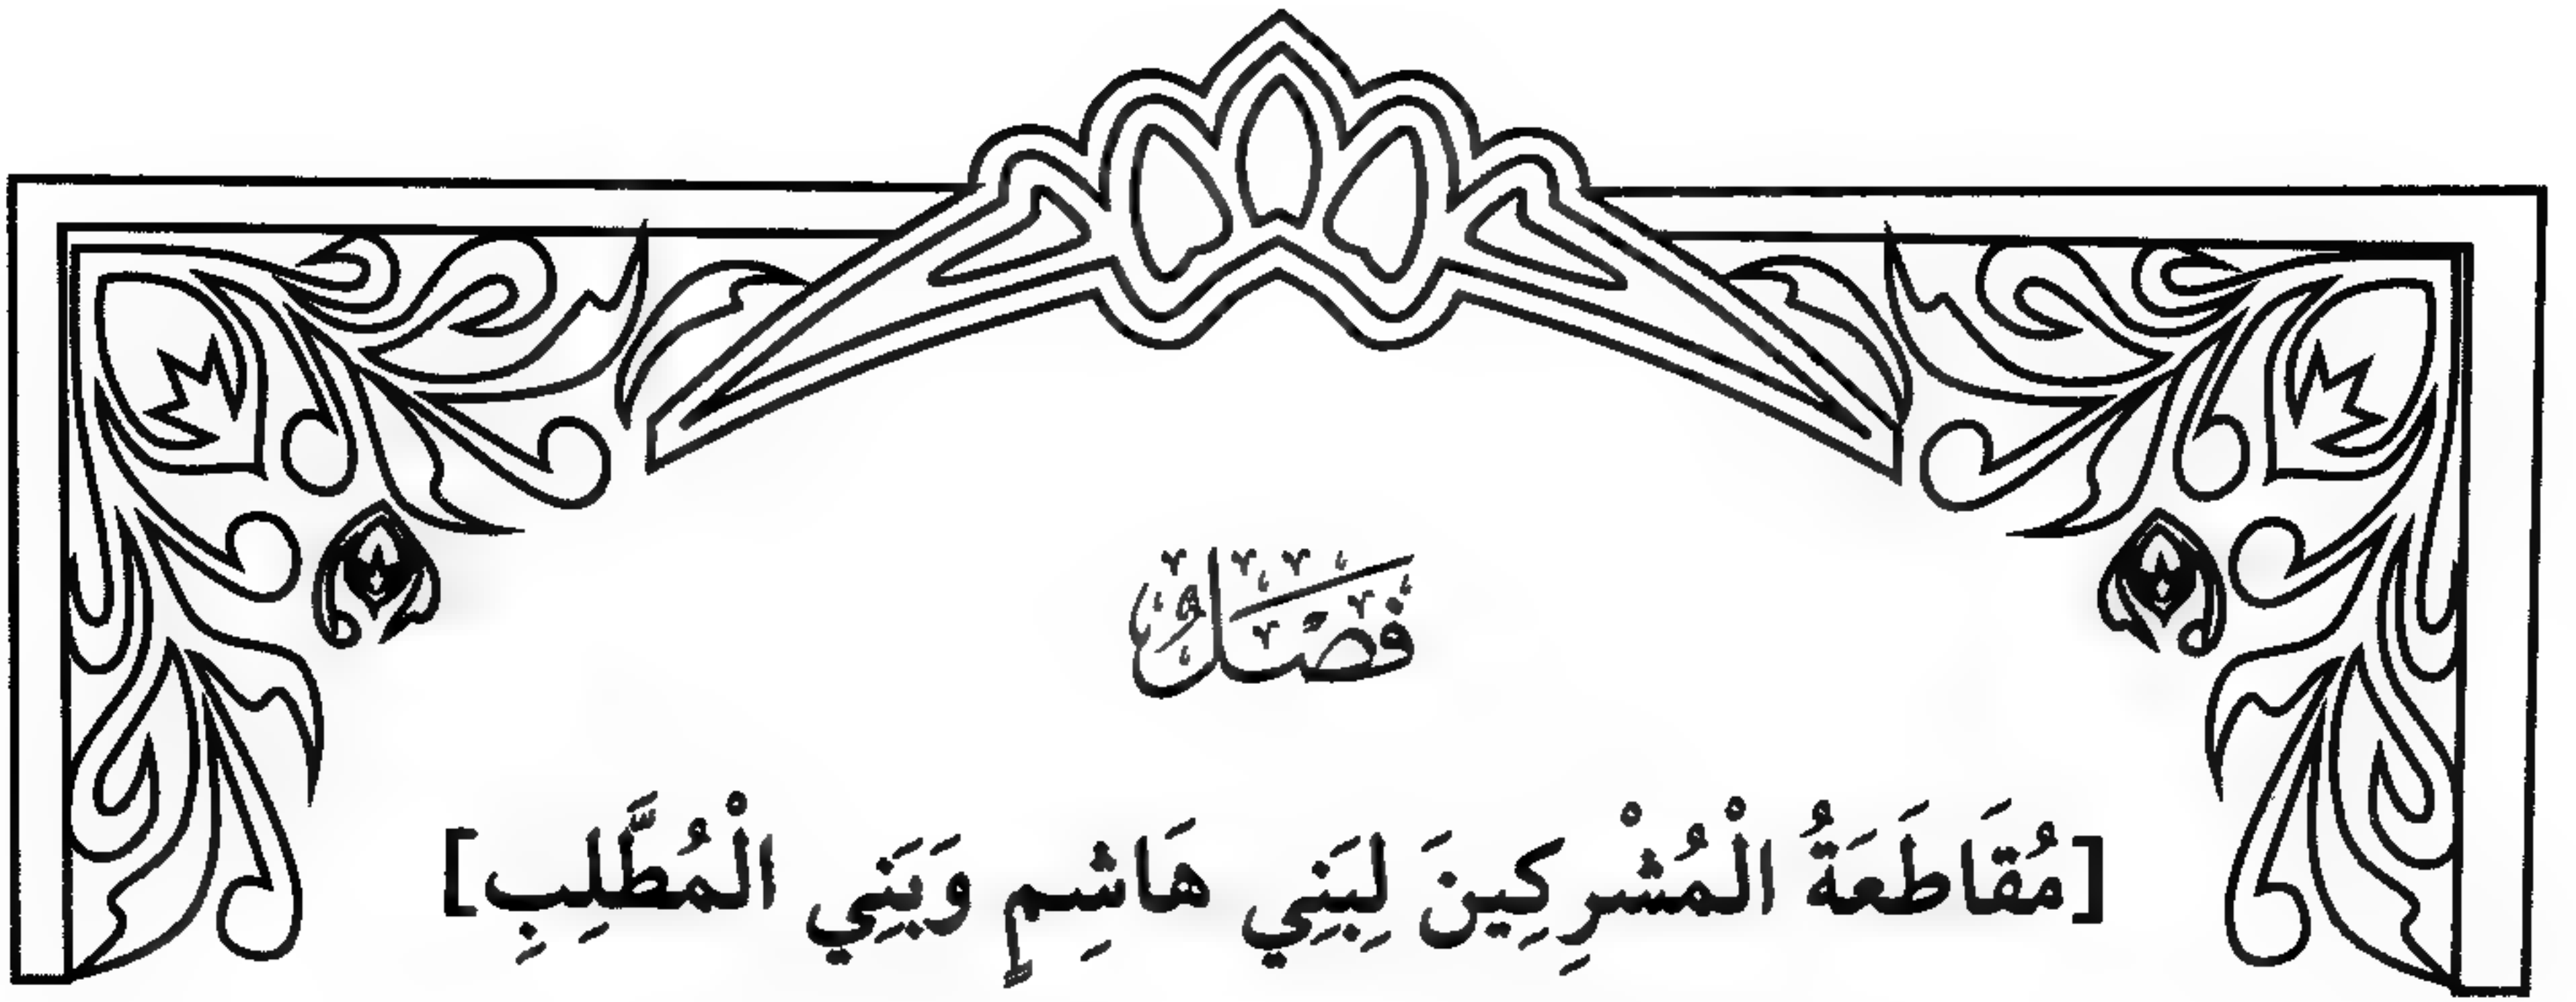 فَصْلٌ
[مُقَاطَعَةُ الْمُشْرِكِينَ لِبَنِي هَاشِمٍ وَبَنِي الْمُطَّلِبِ]